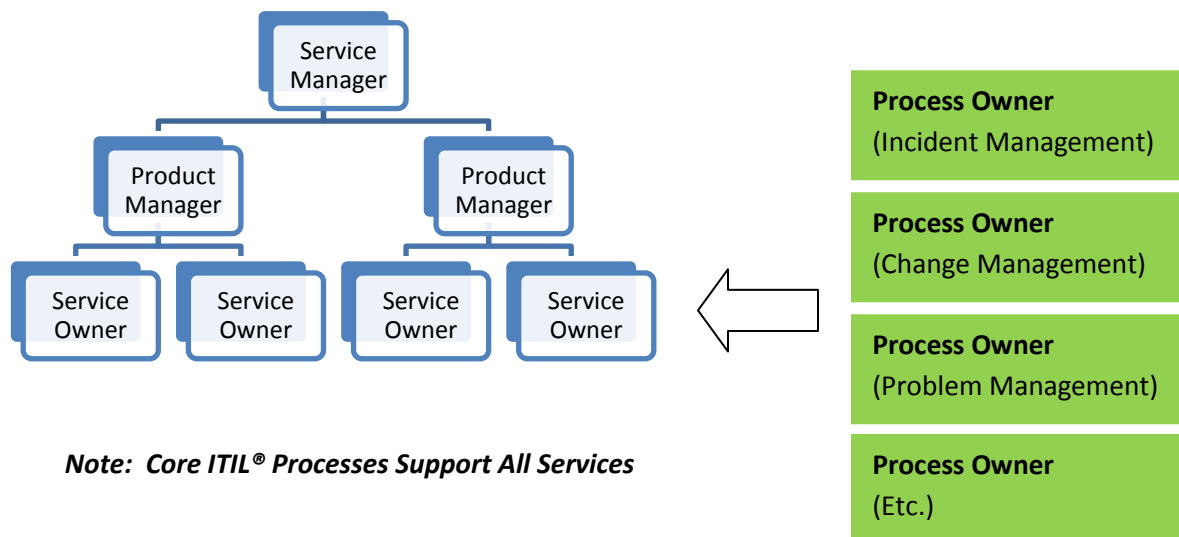 Service
Manager
Product
Manager
Product
Manager
Service
Owner
Service
Owner
Service
Owner
Service
Owner
Note: Core ITIL® Processes Support All Services
Process Owner
(Incident Management)
Process Owner
(Change Management)
Process Owner
(Problem Management)
Process Owner
(Etc.)